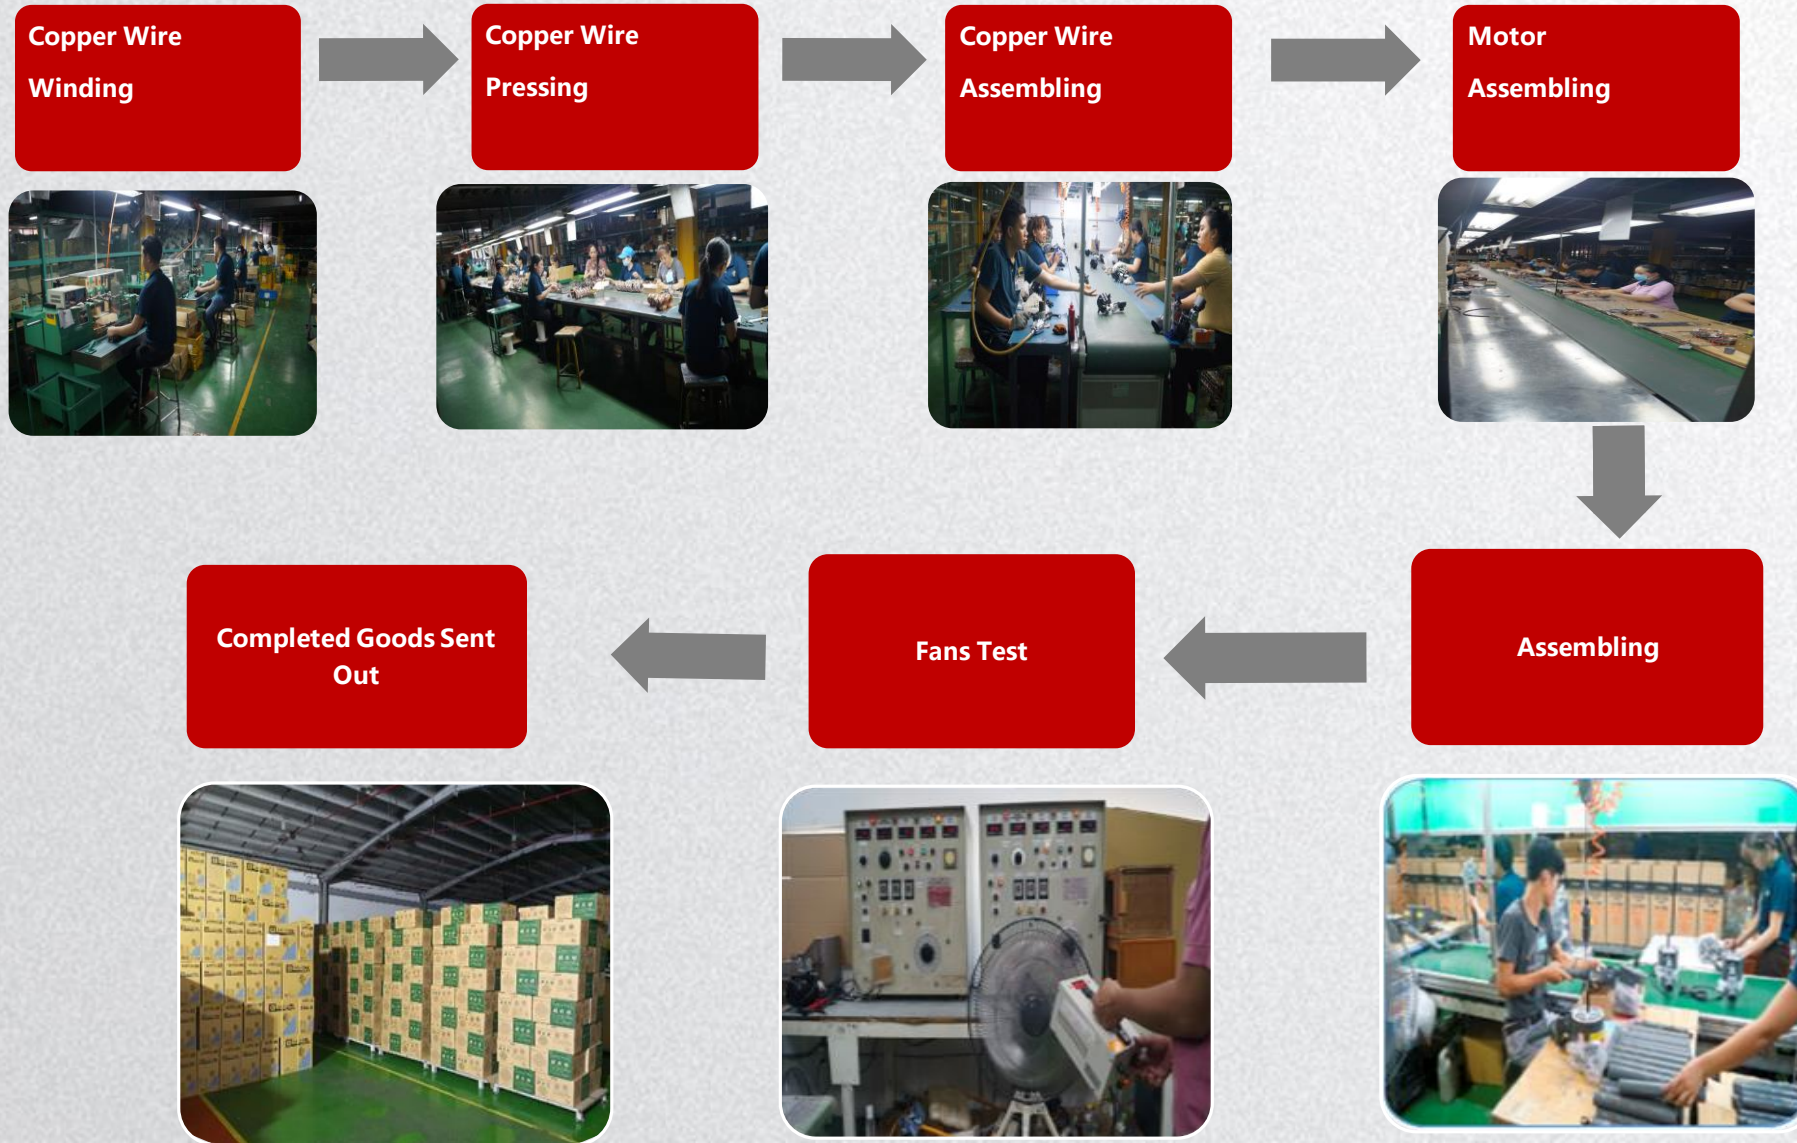 Copper Wire
Winding
Copper Wire
Pressing
Copper Wire
Assembling
Motor
Assembling
Assembling
Fans Test
Completed Goods Sent
Out